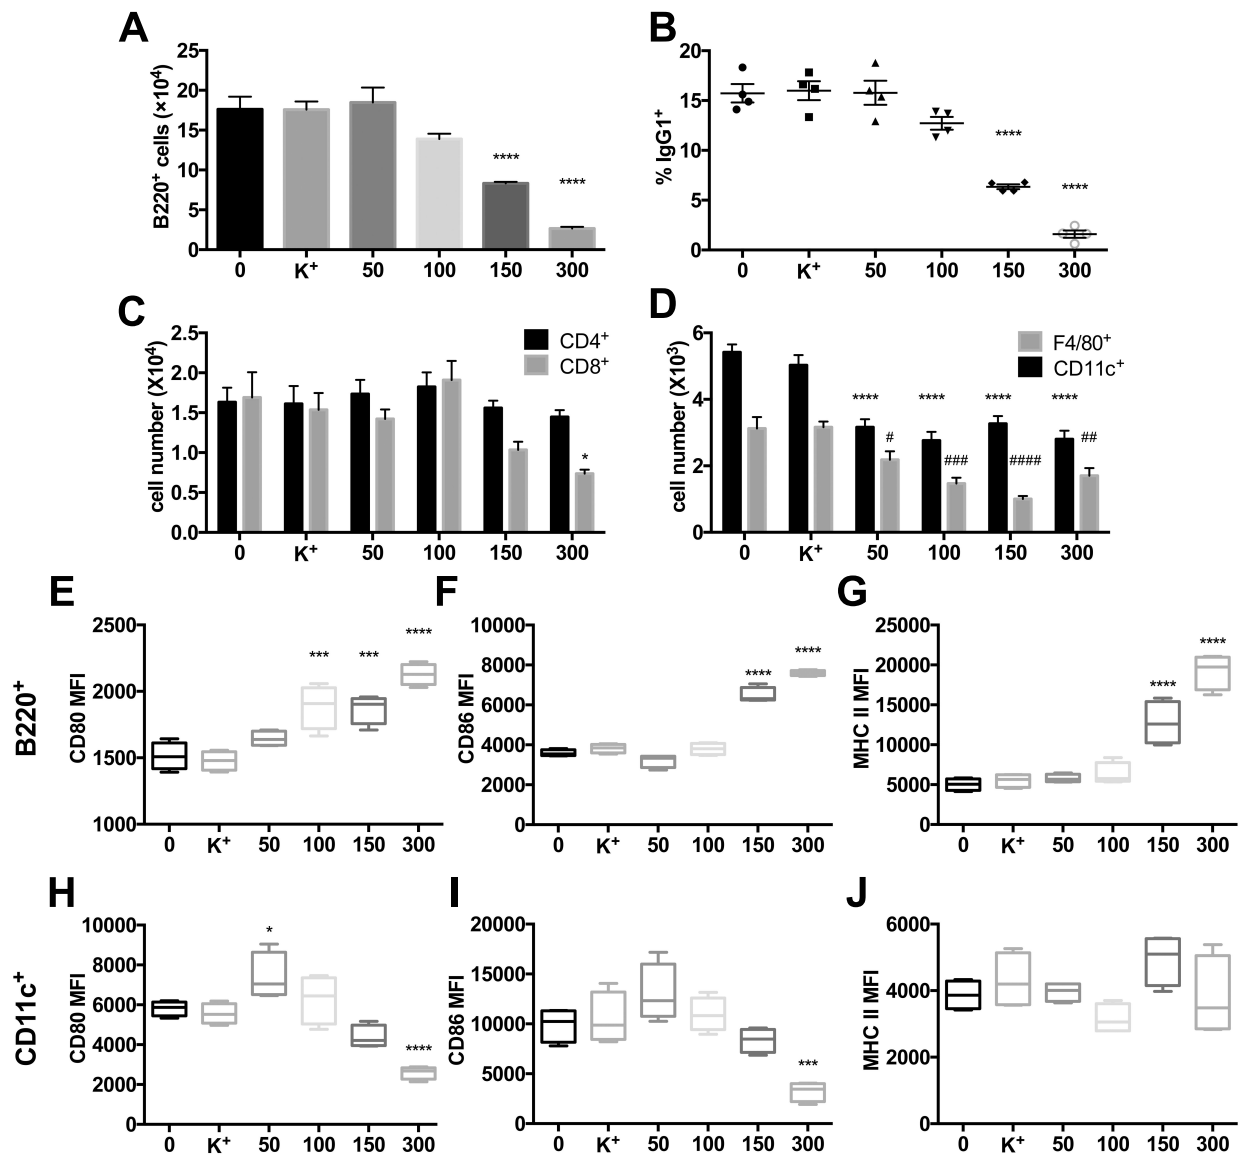 A
B220⁺ cells (×10⁴)
25
20
15
10
5
0
****
****
0 K⁺ 50 100 150 300
B
% IgG1⁺
20
15
10
5
0
****
****
0 K⁺ 50 100 150 300
C
cell number (X10⁴)
2.5
2.0
1.5
1.0
0.5
0.0
CD4⁺
CD8⁺
*
0 K⁺ 50 100 150 300
D
cell number (X10³)
6
4
2
0
F4/80⁺
CD11c⁺
**** **** **** ****
# ### #### ##
0 K⁺ 50 100 150 300
B220⁺
E
CD80 MFI
2500
2000
1500
1000
*** *** ****
0 K⁺ 50 100 150 300
F
CD86 MFI
10000
8000
6000
4000
2000
0
**** ****
0 K⁺ 50 100 150 300
G
MHC II MFI
25000
20000
15000
10000
5000
0
**** ****
0 K⁺ 50 100 150 300
CD11c⁺
H
CD80 MFI
10000
8000
6000
4000
2000
0
*
****
0 K⁺ 50 100 150 300
I
CD86 MFI
20000
15000
10000
5000
0
***
0 K⁺ 50 100 150 300
J
MHC II MFI
6000
4000
2000
0
0 K⁺ 50 100 150 300